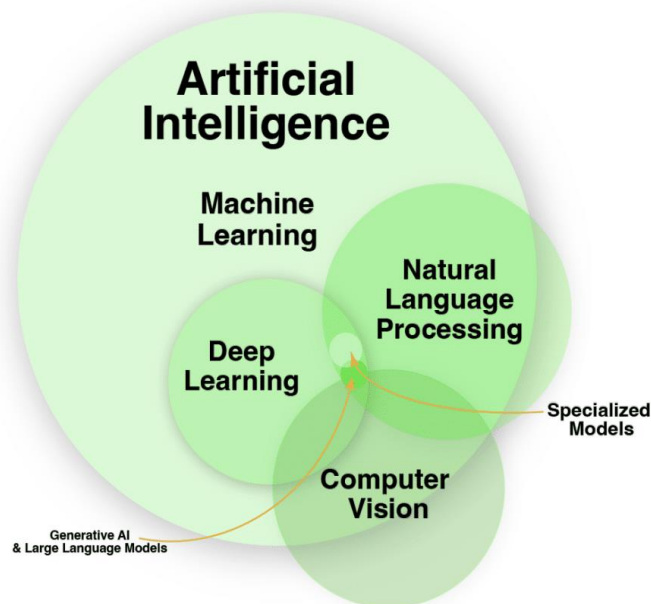 Artificial
Intelligence
Machine
Learning
Natural
Language
Processing
Deep
Learning
Specialized
Models
Computer
Vision
Generative AI
& Large Language Models